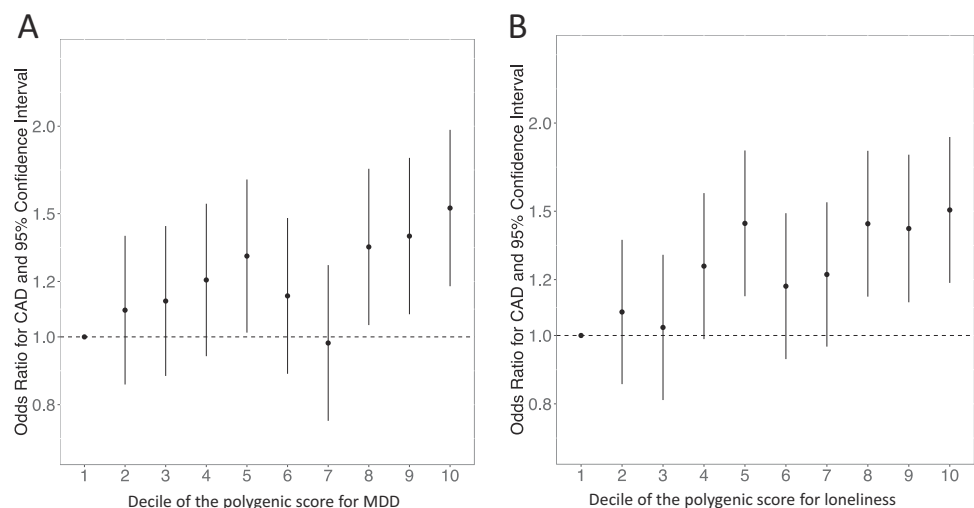 A
Odds Ratio for CAD and 95% Confidence Interval
2.0
1.5
1.2
1.0
0.8
1 2 3 4 5 6 7 8 9 10
Decile of the polygenic score for MDD
B
Odds Ratio for CAD and 95% Confidence Interval
2.0
1.5
1.2
1.0
0.8
1 2 3 4 5 6 7 8 9 10
Decile of the polygenic score for loneliness